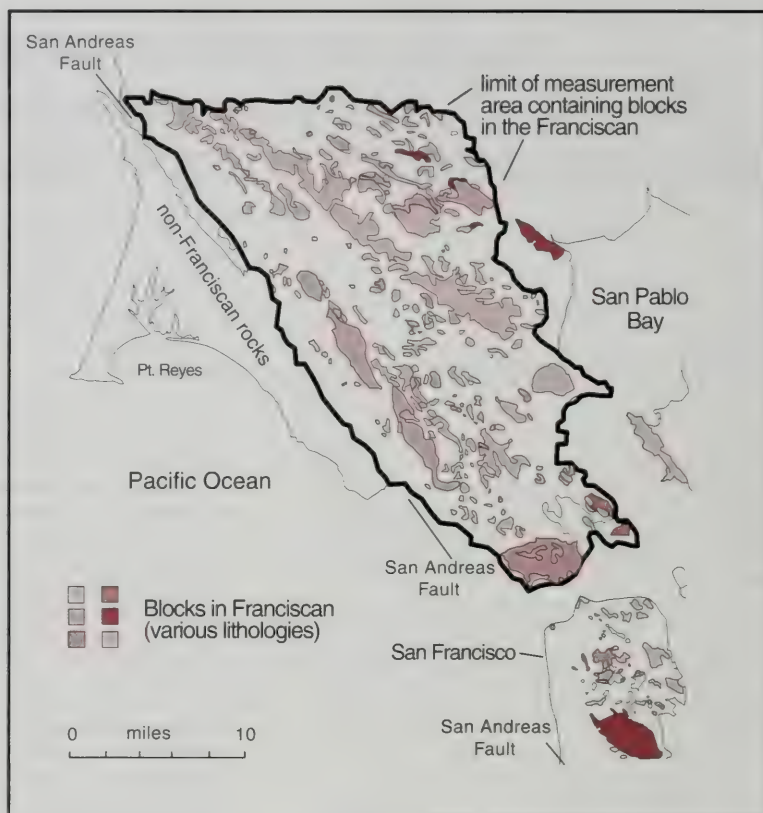 San Andreas
Fault
limit of measurement
area containing blocks
in the Franciscan
non-Franciscan rocks
San Pablo
Bay
Pt. Reyes
Pacific Ocean
San Andreas
Fault
Blocks in Franciscan
(various lithologies)
San Francisco
0 miles 10
San Andreas
Fault